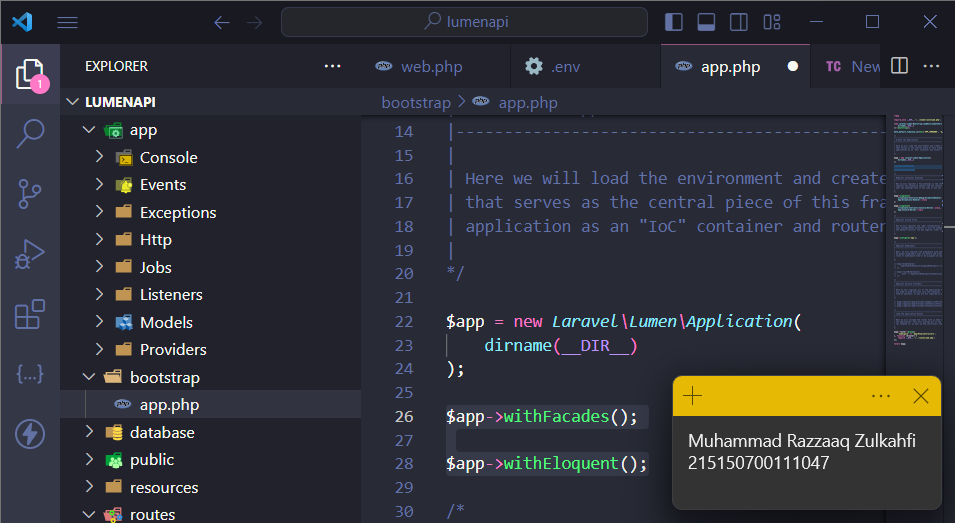 lumenapi
EXPLORER
web.php
.env
app.php
TC New
1
LUMENAPI
bootstrap > app.php
app
Console
Events
Exceptions
Http
Jobs
Listeners
Models
Providers
bootstrap
app.php
database
public
resources
routes
14 |---------------------------------------------
15 |
16 | Here we will load the environment and create
17 | that serves as the central piece of this fra
18 | application as an "IoC" container and router
19 |
20 */
21
22 $app = new Laravel\Lumen\Application(
23 dirname(__DIR__)
24 );
25
26 $app->withFacades();
27
28 $app->withEloquent();
29
30 /*
Muhammad Razzaaq Zulkahfi
215150700111047